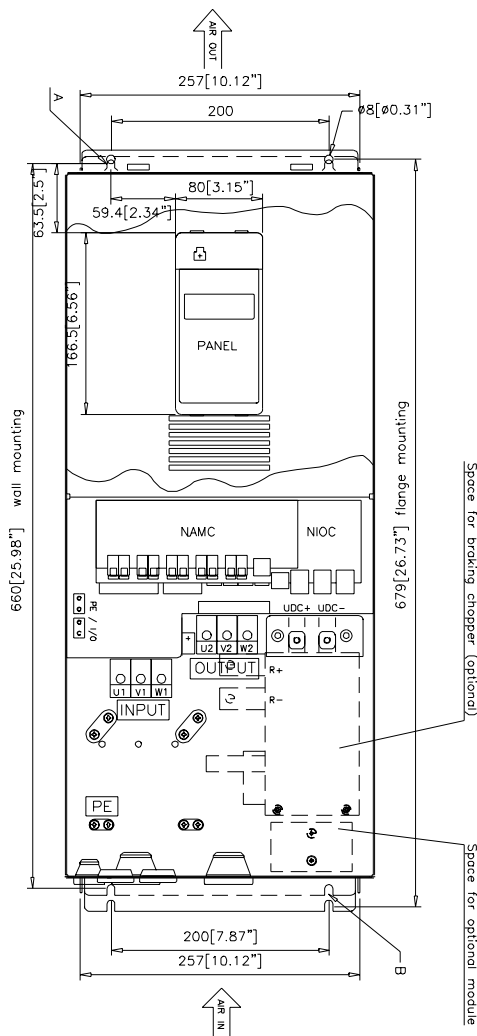 AIR OUT
257[10.12"]
A
200
ø8[ø0.31"]
63.5[2.5"]
59.4[2.34"]
80[3.15"]
166.5[6.56"]
PANEL
660[25.98"] wall mounting
679[26.73"] flange mounting
Space for braking chopper (optional)
NAMC
NIOC
PE / I/O
UDC+ UDC-
U2 V2 W2
OUTPUT
R+
R-
U1 V1 W1
INPUT
PE
Space for optional module
200[7.87"]
257[10.12"]
B
AIR IN